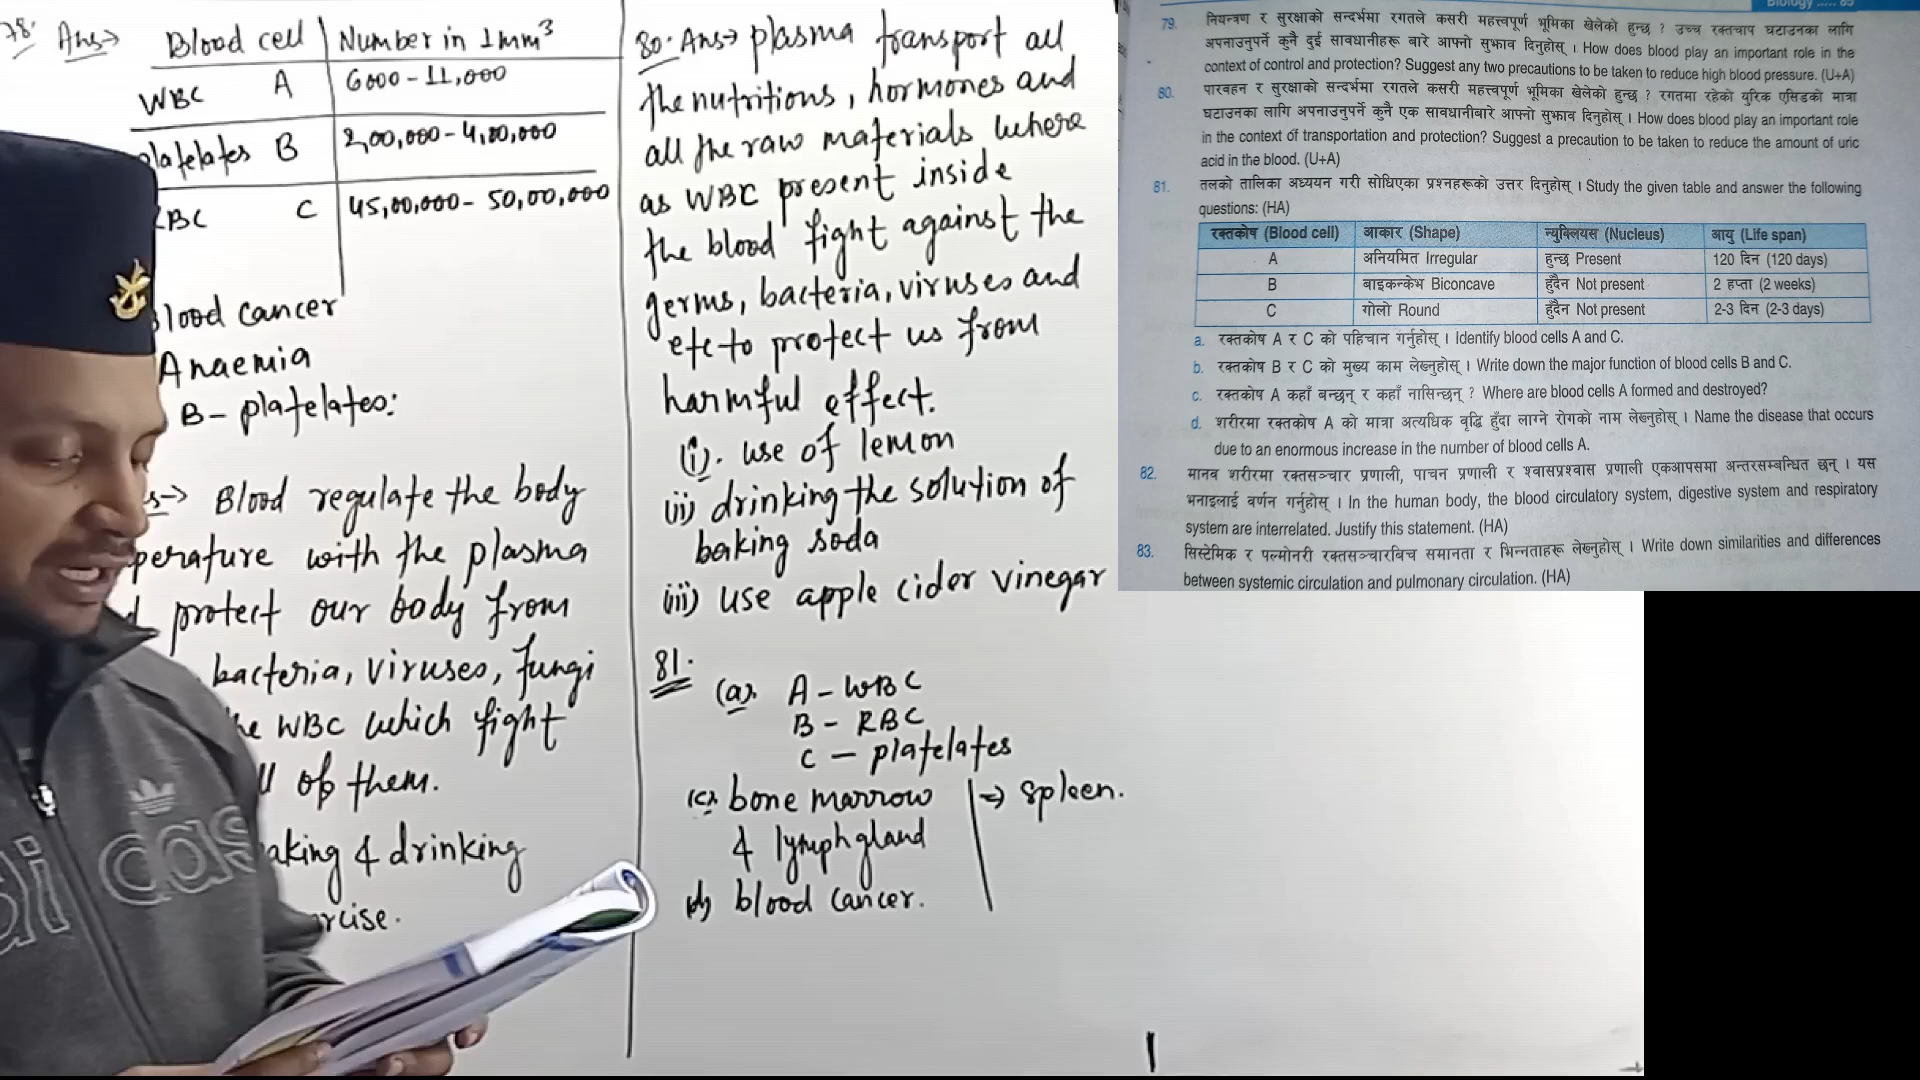 78. Ans→
Blood cell | Number in 1mm³
WBC A | 6000-11,000
platelates B | 2,00,000-4,00,000
RBC C | 45,00,000- 50,00,000
lood cancer
Anaemia
B- platelates:
s→ Blood regulate the body
perature with the plasma
protect our body from
bacteria, viruses, fungi
he WBC which fight
ll of them.
aking & drinking
rcise.
80. Ans→ plasma transport all
the nutritions, hormones and
all the raw materials where
as WBC present inside
the blood fight against the
germs, bacteria, viruses and
etc to protect us from
harmful effect.
(i). use of lemon
ii) drinking the solution of
baking soda
iii) use apple cider vinegar
81.
(a). A - WBC
B - RBC
C - platelates
(c) bone marrow → spleen.
& lymph gland
d) blood cancer.
adidas
Biology ..... 85
79. नियन्त्रण र सुरक्षाको सन्दर्भमा रगतले कसरी महत्त्वपूर्ण भूमिका खेलेको हुन्छ ? उच्च रक्तचाप घटाउनका लागि
अपनाउनुपर्ने कुनै दुई सावधानीहरू बारे आफ्नो सुझाव दिनुहोस् । How does blood play an important role in the
context of control and protection? Suggest any two precautions to be taken to reduce high blood pressure. (U+A)
80. पारवहन र सुरक्षाको सन्दर्भमा रगतले कसरी महत्त्वपूर्ण भूमिका खेलेको हुन्छ ? रगतमा रहेको युरिक एसिडको मात्रा
घटाउनका लागि अपनाउनुपर्ने कुनै एक सावधानीबारे आफ्नो सुझाव दिनुहोस् । How does blood play an important role
in the context of transportation and protection? Suggest a precaution to be taken to reduce the amount of uric
acid in the blood. (U+A)
81. तलको तालिका अध्ययन गरी सोधिएका प्रश्नहरूको उत्तर दिनुहोस् । Study the given table and answer the following
questions: (HA)
रक्तकोष (Blood cell) | आकार (Shape) | न्युक्लियस (Nucleus) | आयु (Life span)
A | अनियमित Irregular | हुन्छ Present | 120 दिन (120 days)
B | बाइकन्केभ Biconcave | हुँदैन Not present | 2 हप्ता (2 weeks)
C | गोलो Round | हुँदैन Not present | 2-3 दिन (2-3 days)
a. रक्तकोष A र C को पहिचान गर्नुहोस् । Identify blood cells A and C.
b. रक्तकोष B र C को मुख्य काम लेख्नुहोस् । Write down the major function of blood cells B and C.
c. रक्तकोष A कहाँ बन्छन् र कहाँ नासिन्छन् ? Where are blood cells A formed and destroyed?
d. शरीरमा रक्तकोष A को मात्रा अत्यधिक वृद्धि हुँदा लाग्ने रोगको नाम लेख्नुहोस् । Name the disease that occurs
due to an enormous increase in the number of blood cells A.
82. मानव शरीरमा रक्तसञ्चार प्रणाली, पाचन प्रणाली र श्वासप्रश्वास प्रणाली एकआपसमा अन्तरसम्बन्धित छन् । यस
भनाइलाई वर्णन गर्नुहोस् । In the human body, the blood circulatory system, digestive system and respiratory
system are interrelated. Justify this statement. (HA)
83. सिस्टेमिक र पल्मोनरी रक्तसञ्चारबिच समानता र भिन्नताहरू लेख्नुहोस् । Write down similarities and differences
between systemic circulation and pulmonary circulation. (HA)